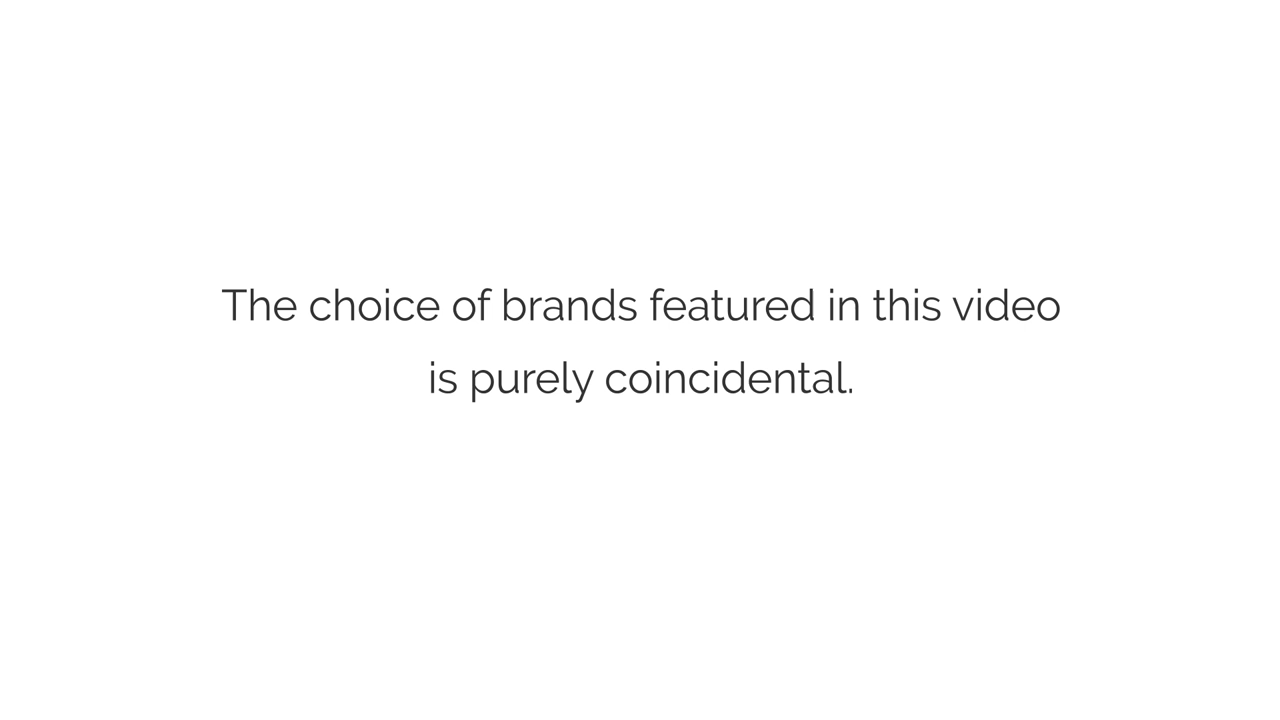 The choice of brands featured in this video
is purely coincidental.